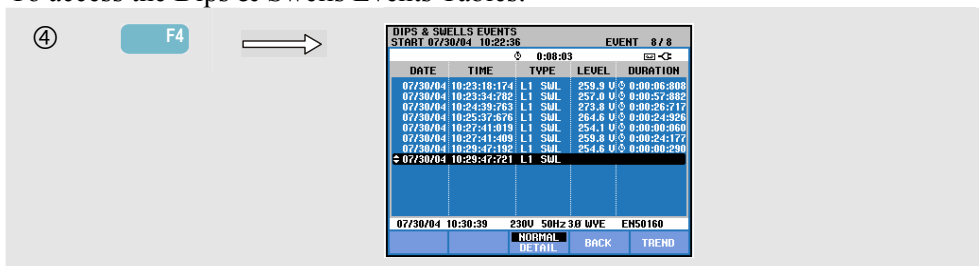 To access the Dips & Swells Events Tables:
④ F4
DIPS & SWELLS EVENTS
START 07/30/04 10:22:36 EVENT 8/8
0:08:03
DATE TIME TYPE LEVEL DURATION
07/30/04 10:23:18:174 L1 SWL 259.9 V 0:00:06:808
07/30/04 10:23:34:782 L1 SWL 257.0 V 0:00:57:882
07/30/04 10:24:39:763 L1 SWL 273.8 V 0:00:26:717
07/30/04 10:25:37:676 L1 SWL 264.6 V 0:00:24:926
07/30/04 10:27:41:019 L1 SWL 254.1 V 0:00:00:060
07/30/04 10:27:41:409 L1 SWL 259.8 V 0:00:24:177
07/30/04 10:29:47:192 L1 SWL 254.6 V 0:00:00:290
07/30/04 10:29:47:721 L1 SWL
07/30/04 10:30:39 230V 50Hz 3.Ø WYE EN50160
NORMAL
DETAIL BACK TREND